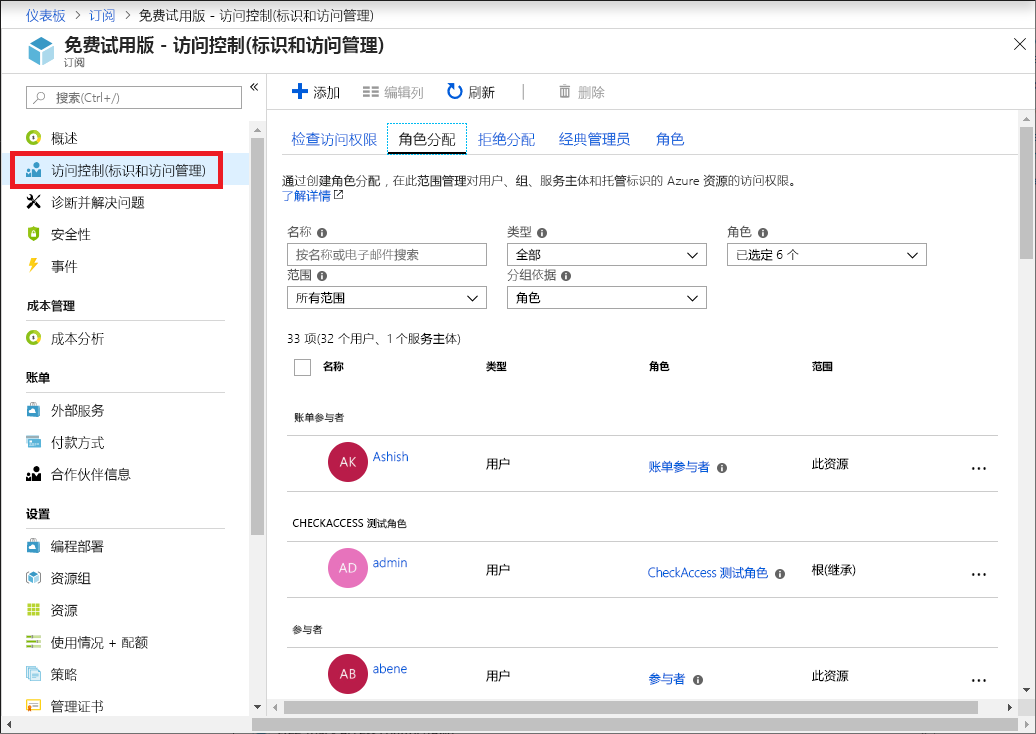 仪表板 > 订阅 > 免费试用版 - 访问控制(标识和访问管理)
免费试用版 - 访问控制(标识和访问管理)
订阅
搜索(Ctrl+/)
概述
访问控制(标识和访问管理)
诊断并解决问题
安全性
事件
成本管理
成本分析
账单
外部服务
付款方式
合作伙伴信息
设置
编程部署
资源组
资源
使用情况 + 配额
策略
管理证书
添加 编辑列 刷新 删除
检查访问权限 角色分配 拒绝分配 经典管理员 角色
通过创建角色分配，在此范围管理对用户、组、服务主体和托管标识的 Azure 资源的访问权限。
了解详情
名称 类型 角色
按名称或电子邮件搜索 全部 已选定 6 个
范围 分组依据
所有范围 角色
33 项(32 个用户、1 个服务主体)
名称 类型 角色 范围
账单参与者
AK Ashish 用户 账单参与者 此资源 ...
CHECKACCESS 测试角色
AD admin 用户 CheckAccess 测试角色 根(继承) ...
参与者
AB abene 用户 参与者 此资源 ...